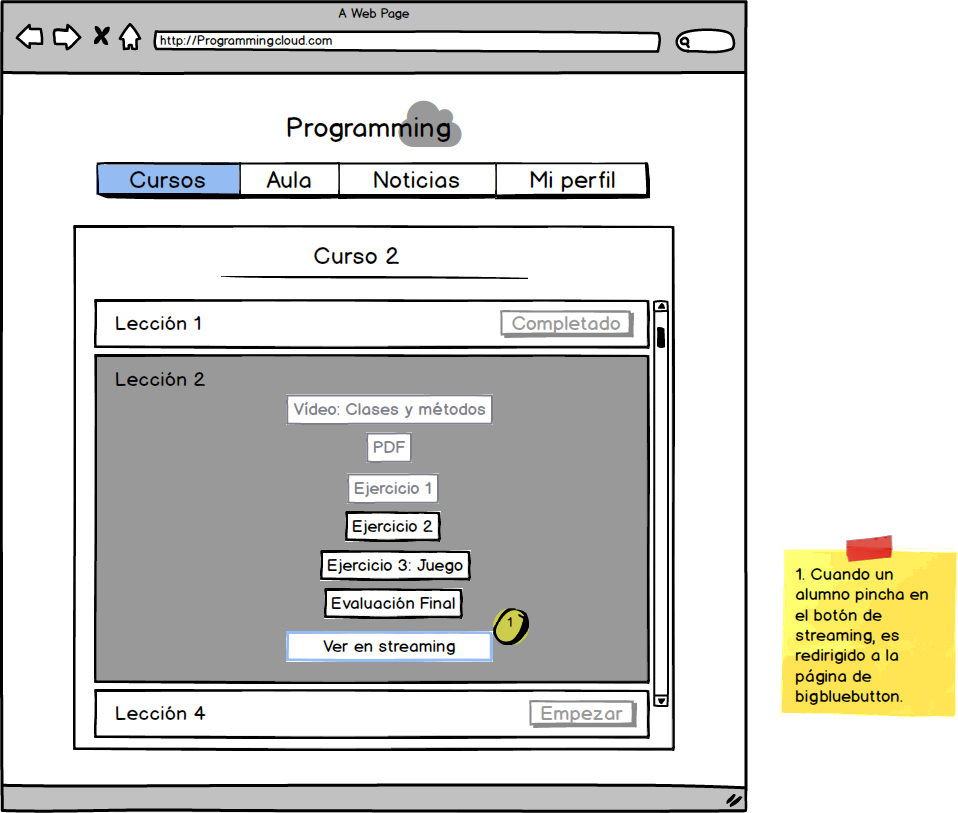 A Web Page
http://Programmingcloud.com
Programming
Cursos Aula Noticias Mi perfil
Curso 2
Lección 1 Completado
Lección 2
Vídeo: Clases y métodos
PDF
Ejercicio 1
Ejercicio 2
Ejercicio 3: Juego
Evaluación Final
1
Ver en streaming
Lección 4 Empezar
1. Cuando un
alumno pincha en
el botón de
streaming, es
redirigido a la
página de
bigbluebutton.